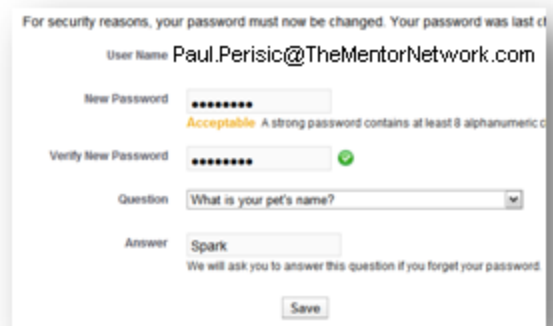 For security reasons, your password must now be changed. Your password was last
User Name Paul.Perisic@TheMentorNetwork.com
New Password ••••••••
Acceptable A strong password contains at least 8 alphanumeric
Verify New Password ••••••••
Question What is your pet's name?
Answer Spark
We will ask you to answer this question if you forget your password.
Save